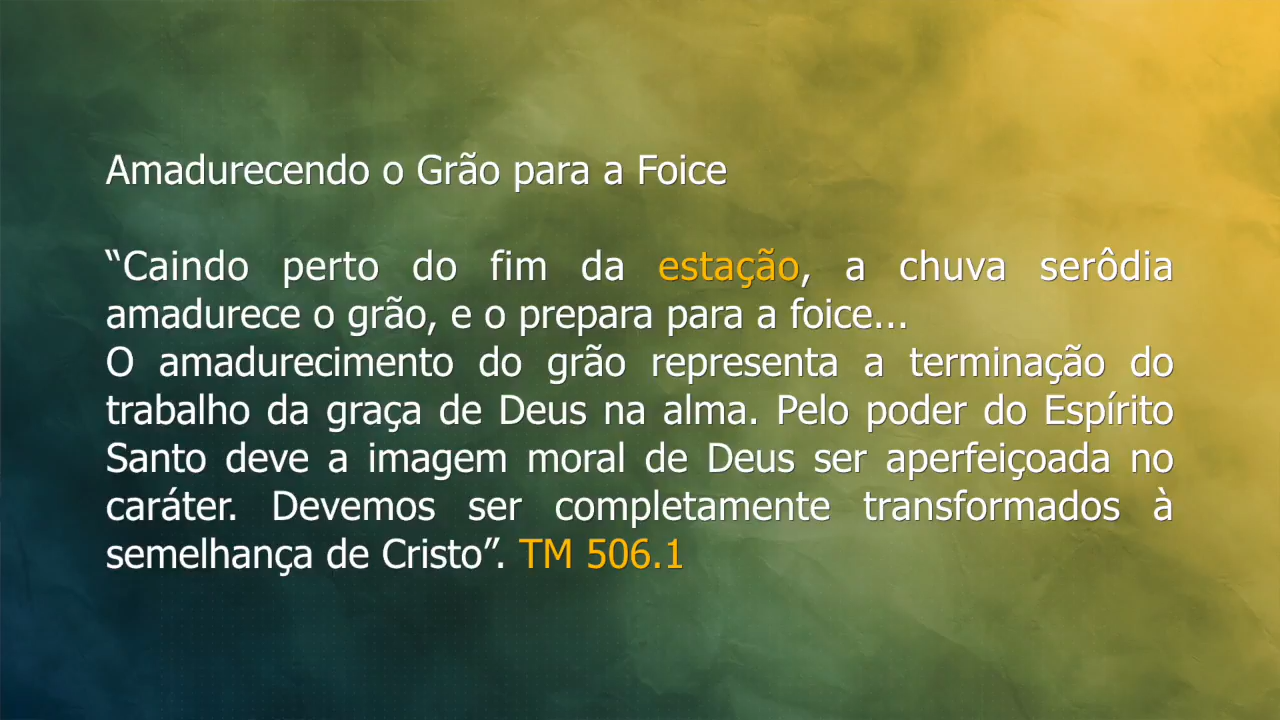 Amadurecendo o Grão para a Foice
“Caindo perto do fim da estação, a chuva serôdia
amadurece o grão, e o prepara para a foice...
O amadurecimento do grão representa a terminação do
trabalho da graça de Deus na alma. Pelo poder do Espírito
Santo deve a imagem moral de Deus ser aperfeiçoada no
caráter. Devemos ser completamente transformados à
semelhança de Cristo”. TM 506.1